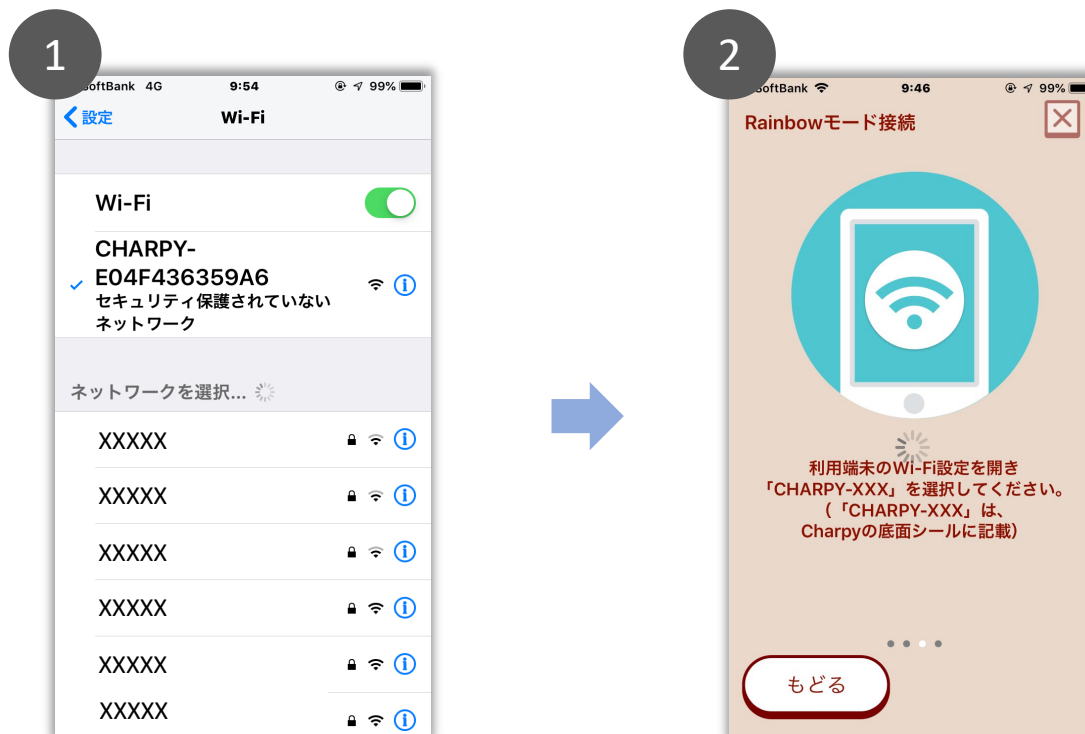 1
SoftBank 4G 9:54 99%
設定 Wi-Fi
Wi-Fi
CHARPY-
E04F436359A6
セキュリティ保護されていない
ネットワーク
ネットワークを選択...
XXXXX
XXXXX
XXXXX
XXXXX
XXXXX
XXXXX
2
SoftBank 9:46 99%
Rainbowモード接続
利用端末のWi-Fi設定を開き
「CHARPY-XXX」を選択してください。
(「CHARPY-XXX」は、
Charpyの底面シールに記載)
もどる